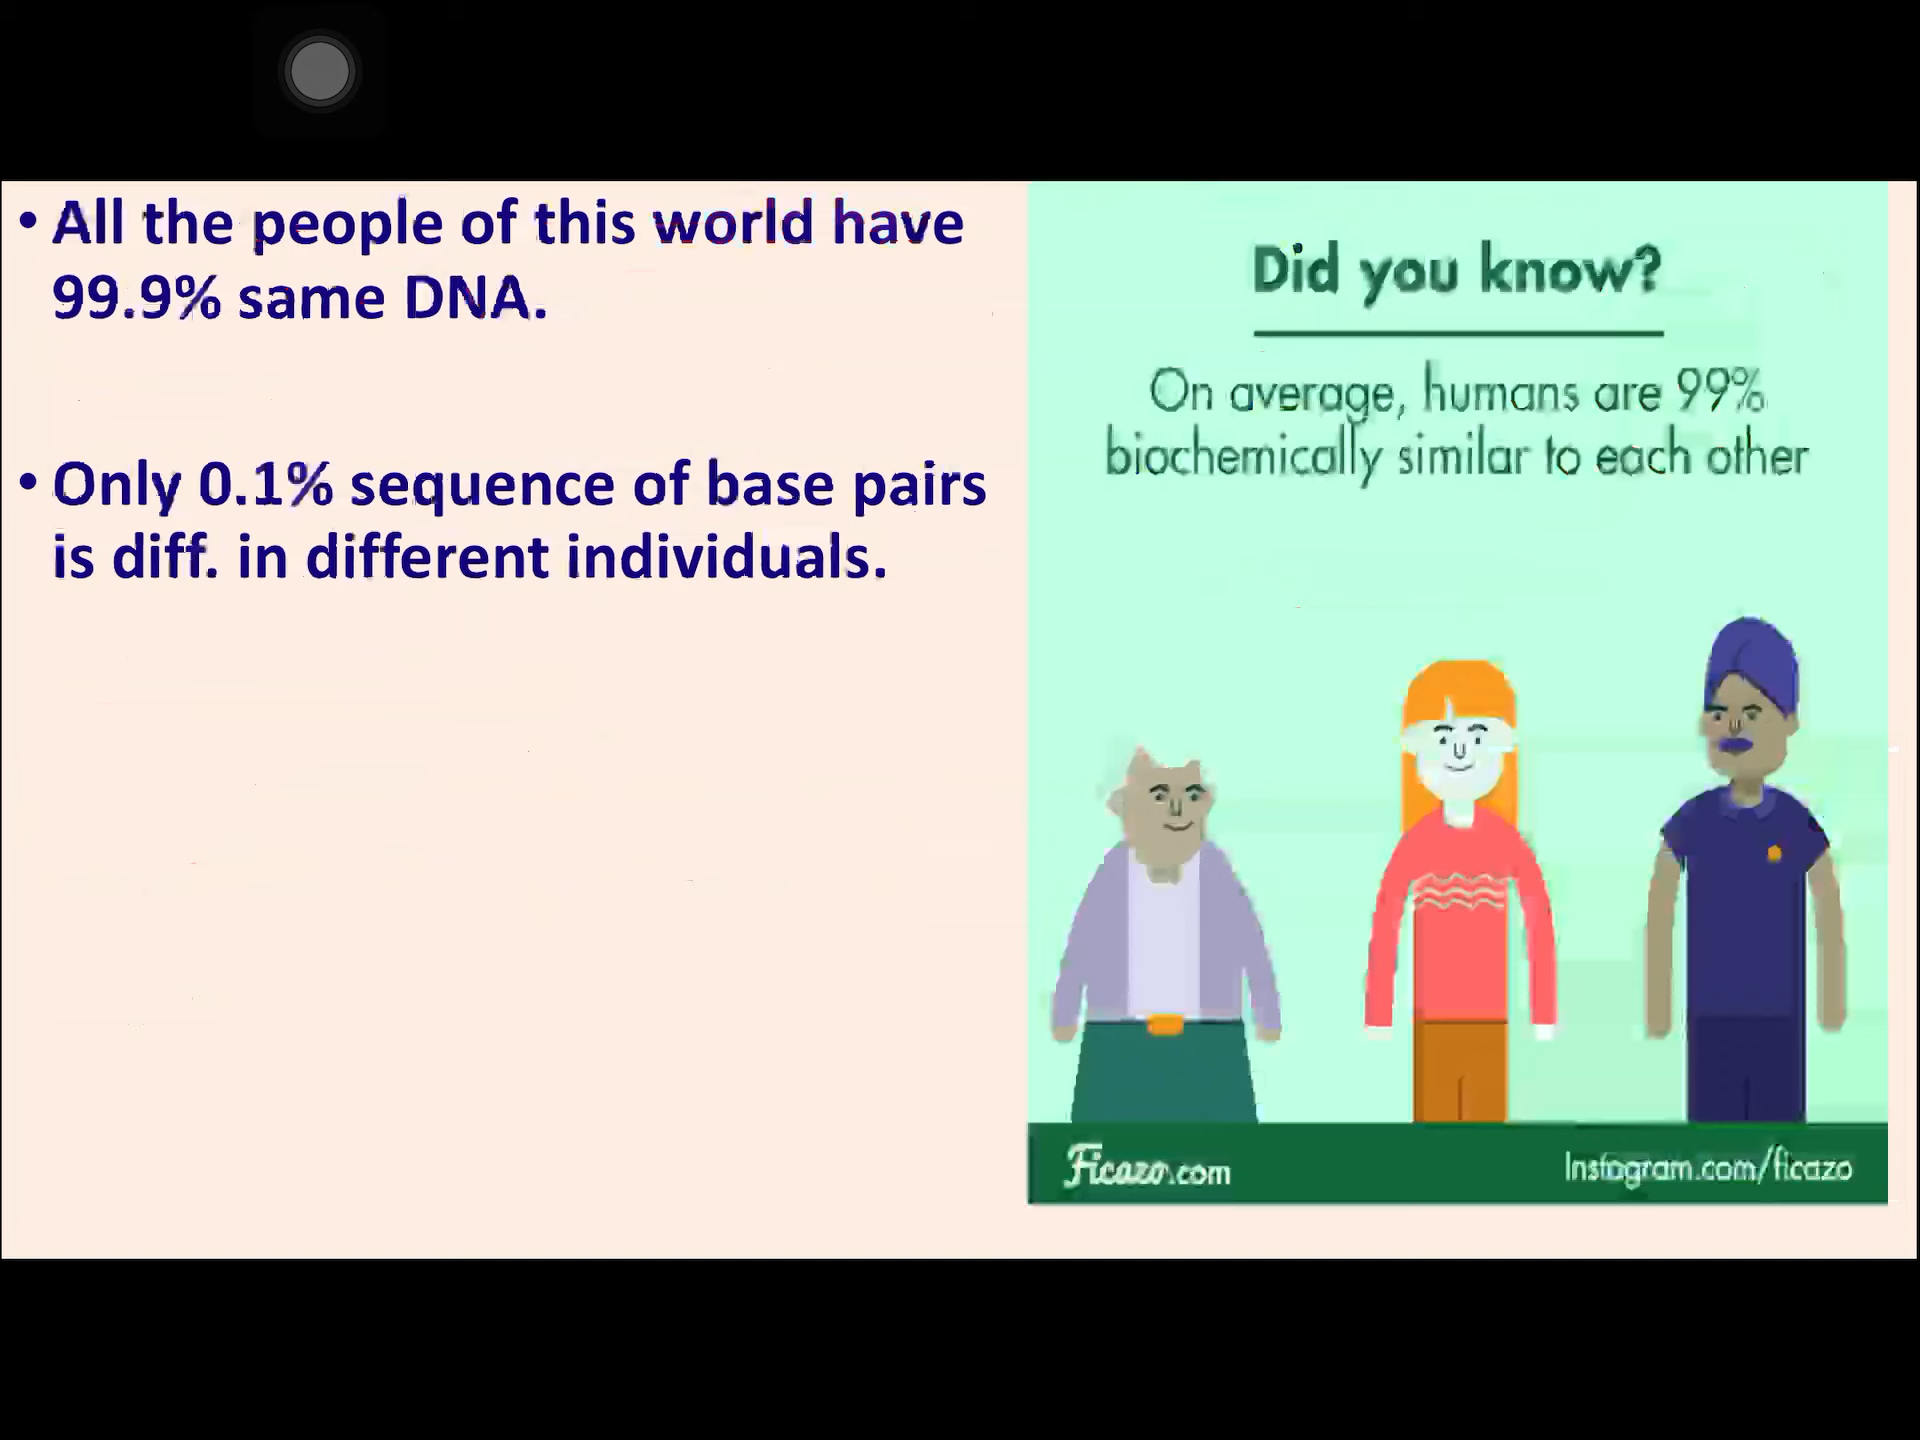 • All the people of this world have
99.9% same DNA.
• Only 0.1% sequence of base pairs
is diff. in different individuals.
Did you know?
On average, humans are 99%
biochemically similar to each other
Ficazo.com
Instagram.com/ficazo